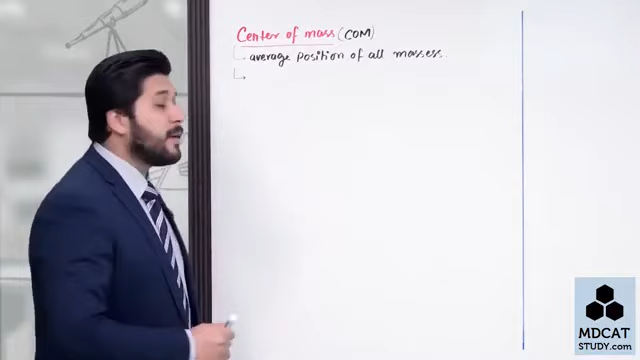 Center of mass (COM)
average position of all masses.
MDCAT
STUDY.com